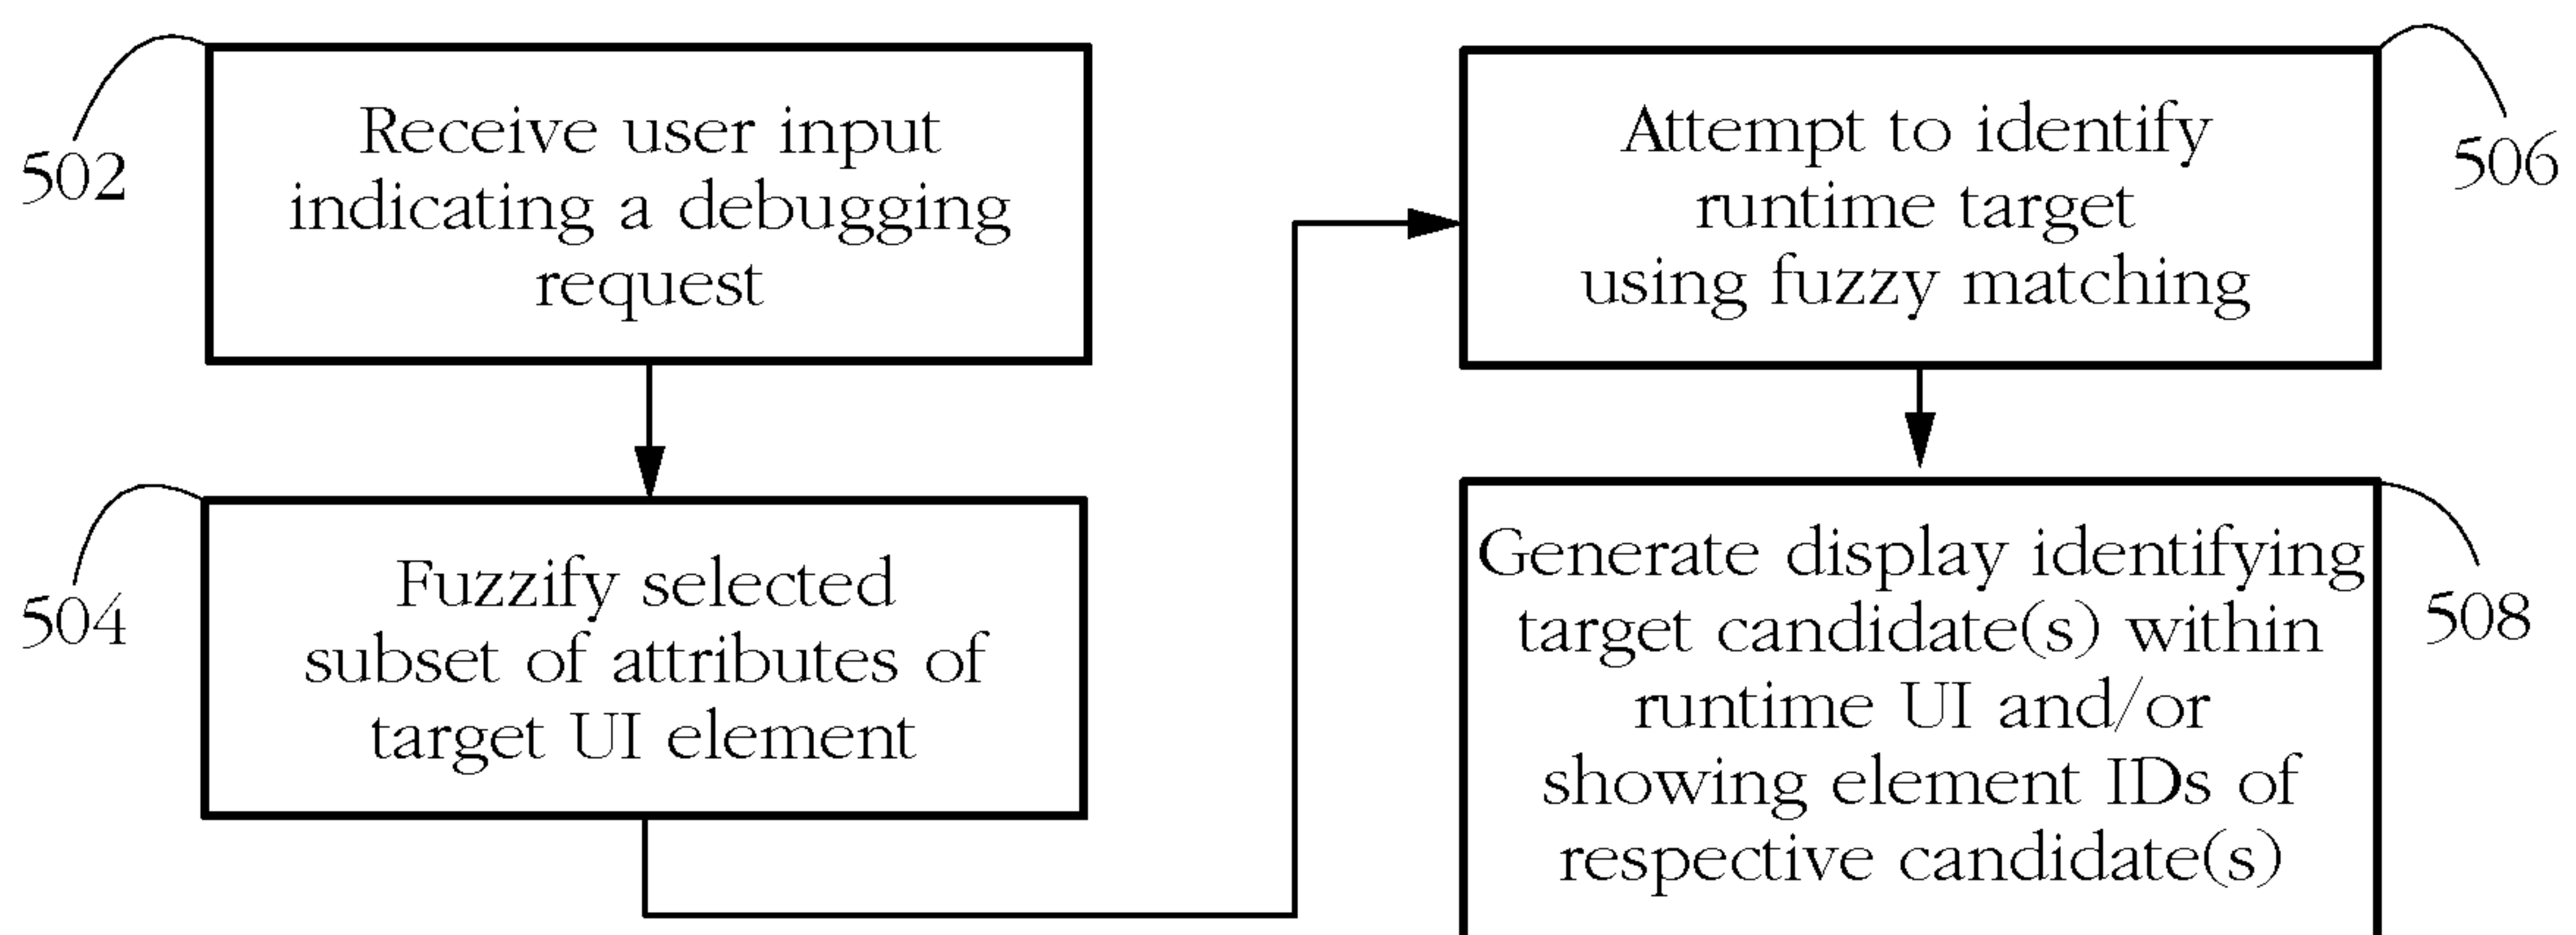 502
Receive user input
indicating a debugging
request
504
Fuzzify selected
subset of attributes of
target UI element
506
Attempt to identify
runtime target
using fuzzy matching
508
Generate display identifying
target candidate(s) within
runtime UI and/or
showing element IDs of
respective candidate(s)